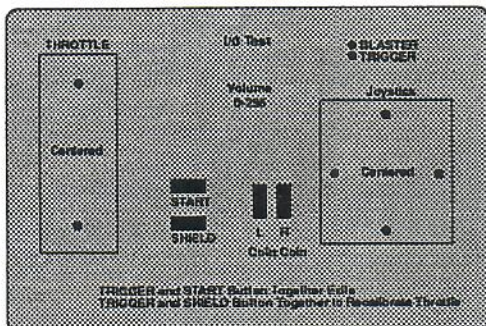 THROTTLE
I/O Test
BLASTER
TRIGGER
Volume
0-255
Joystick
Centered
Centered
START
SHIELD
L R
Coin Coin
TRIGGER and START Button Together Exits
TRIGGER and SHIELD Button Together to Recalibrate Throttle